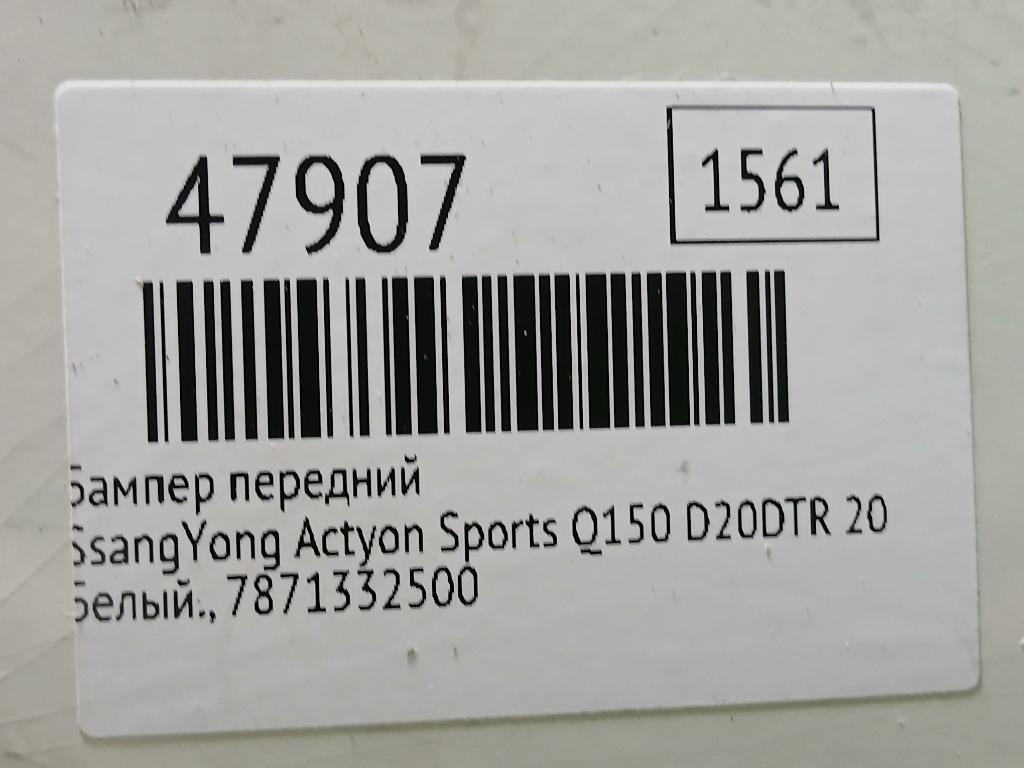 47907
1561
Бампер передний
SsangYong Actyon Sports Q150 D20DTR 20
Белый., 7871332500